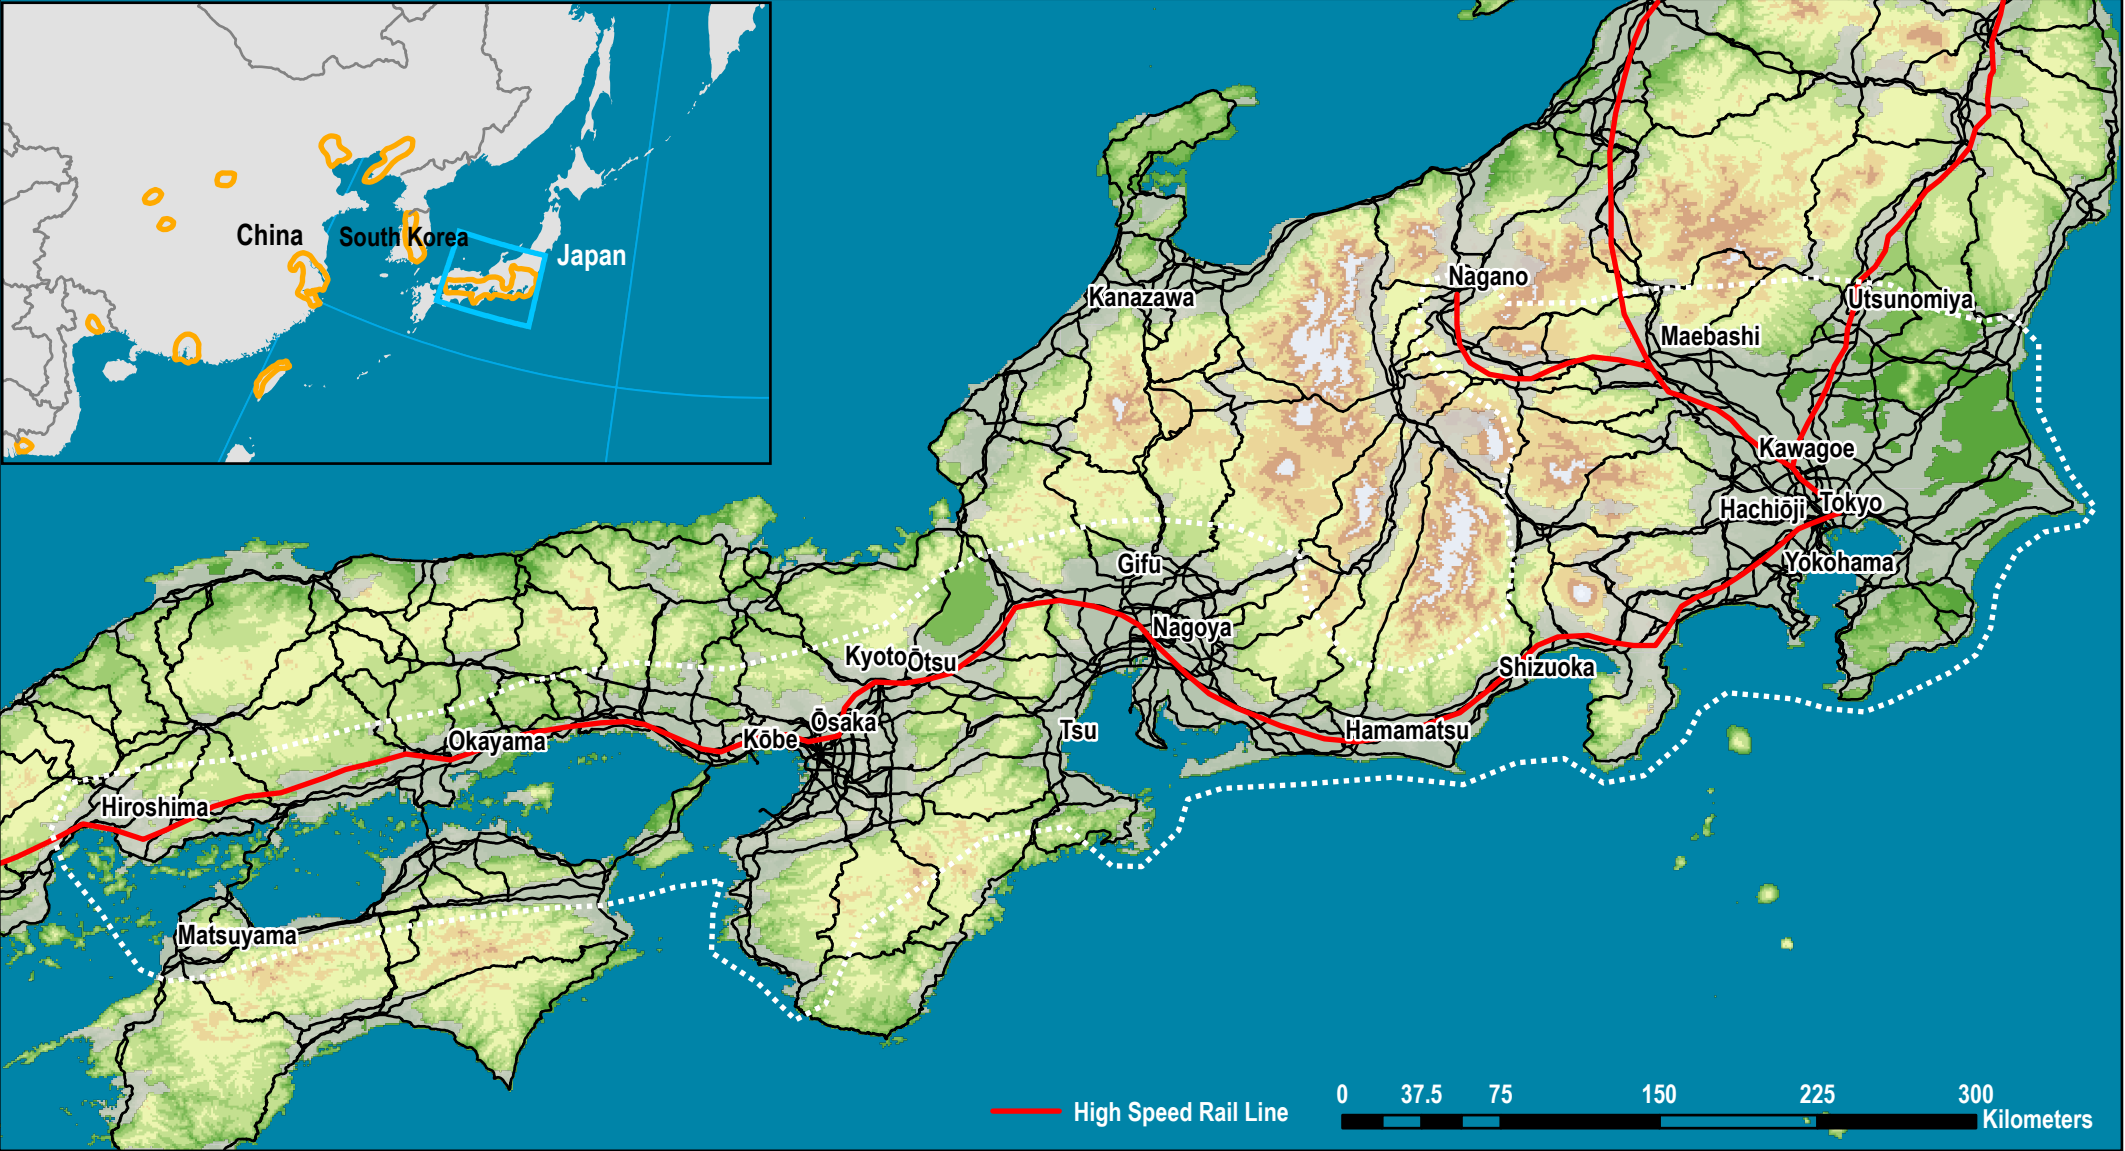 China
South Korea
Japan
Kanazawa
Nagano
Utsunomiya
Maebashi
Kawagoe
Hachiōji
Tokyo
Yokohama
Gifu
Nagoya
Kyoto
Ōtsu
Shizuoka
Ōsaka
Kōbe
Tsu
Hamamatsu
Okayama
Hiroshima
Matsuyama
High Speed Rail Line
0 37.5 75 150 225 300
Kilometers